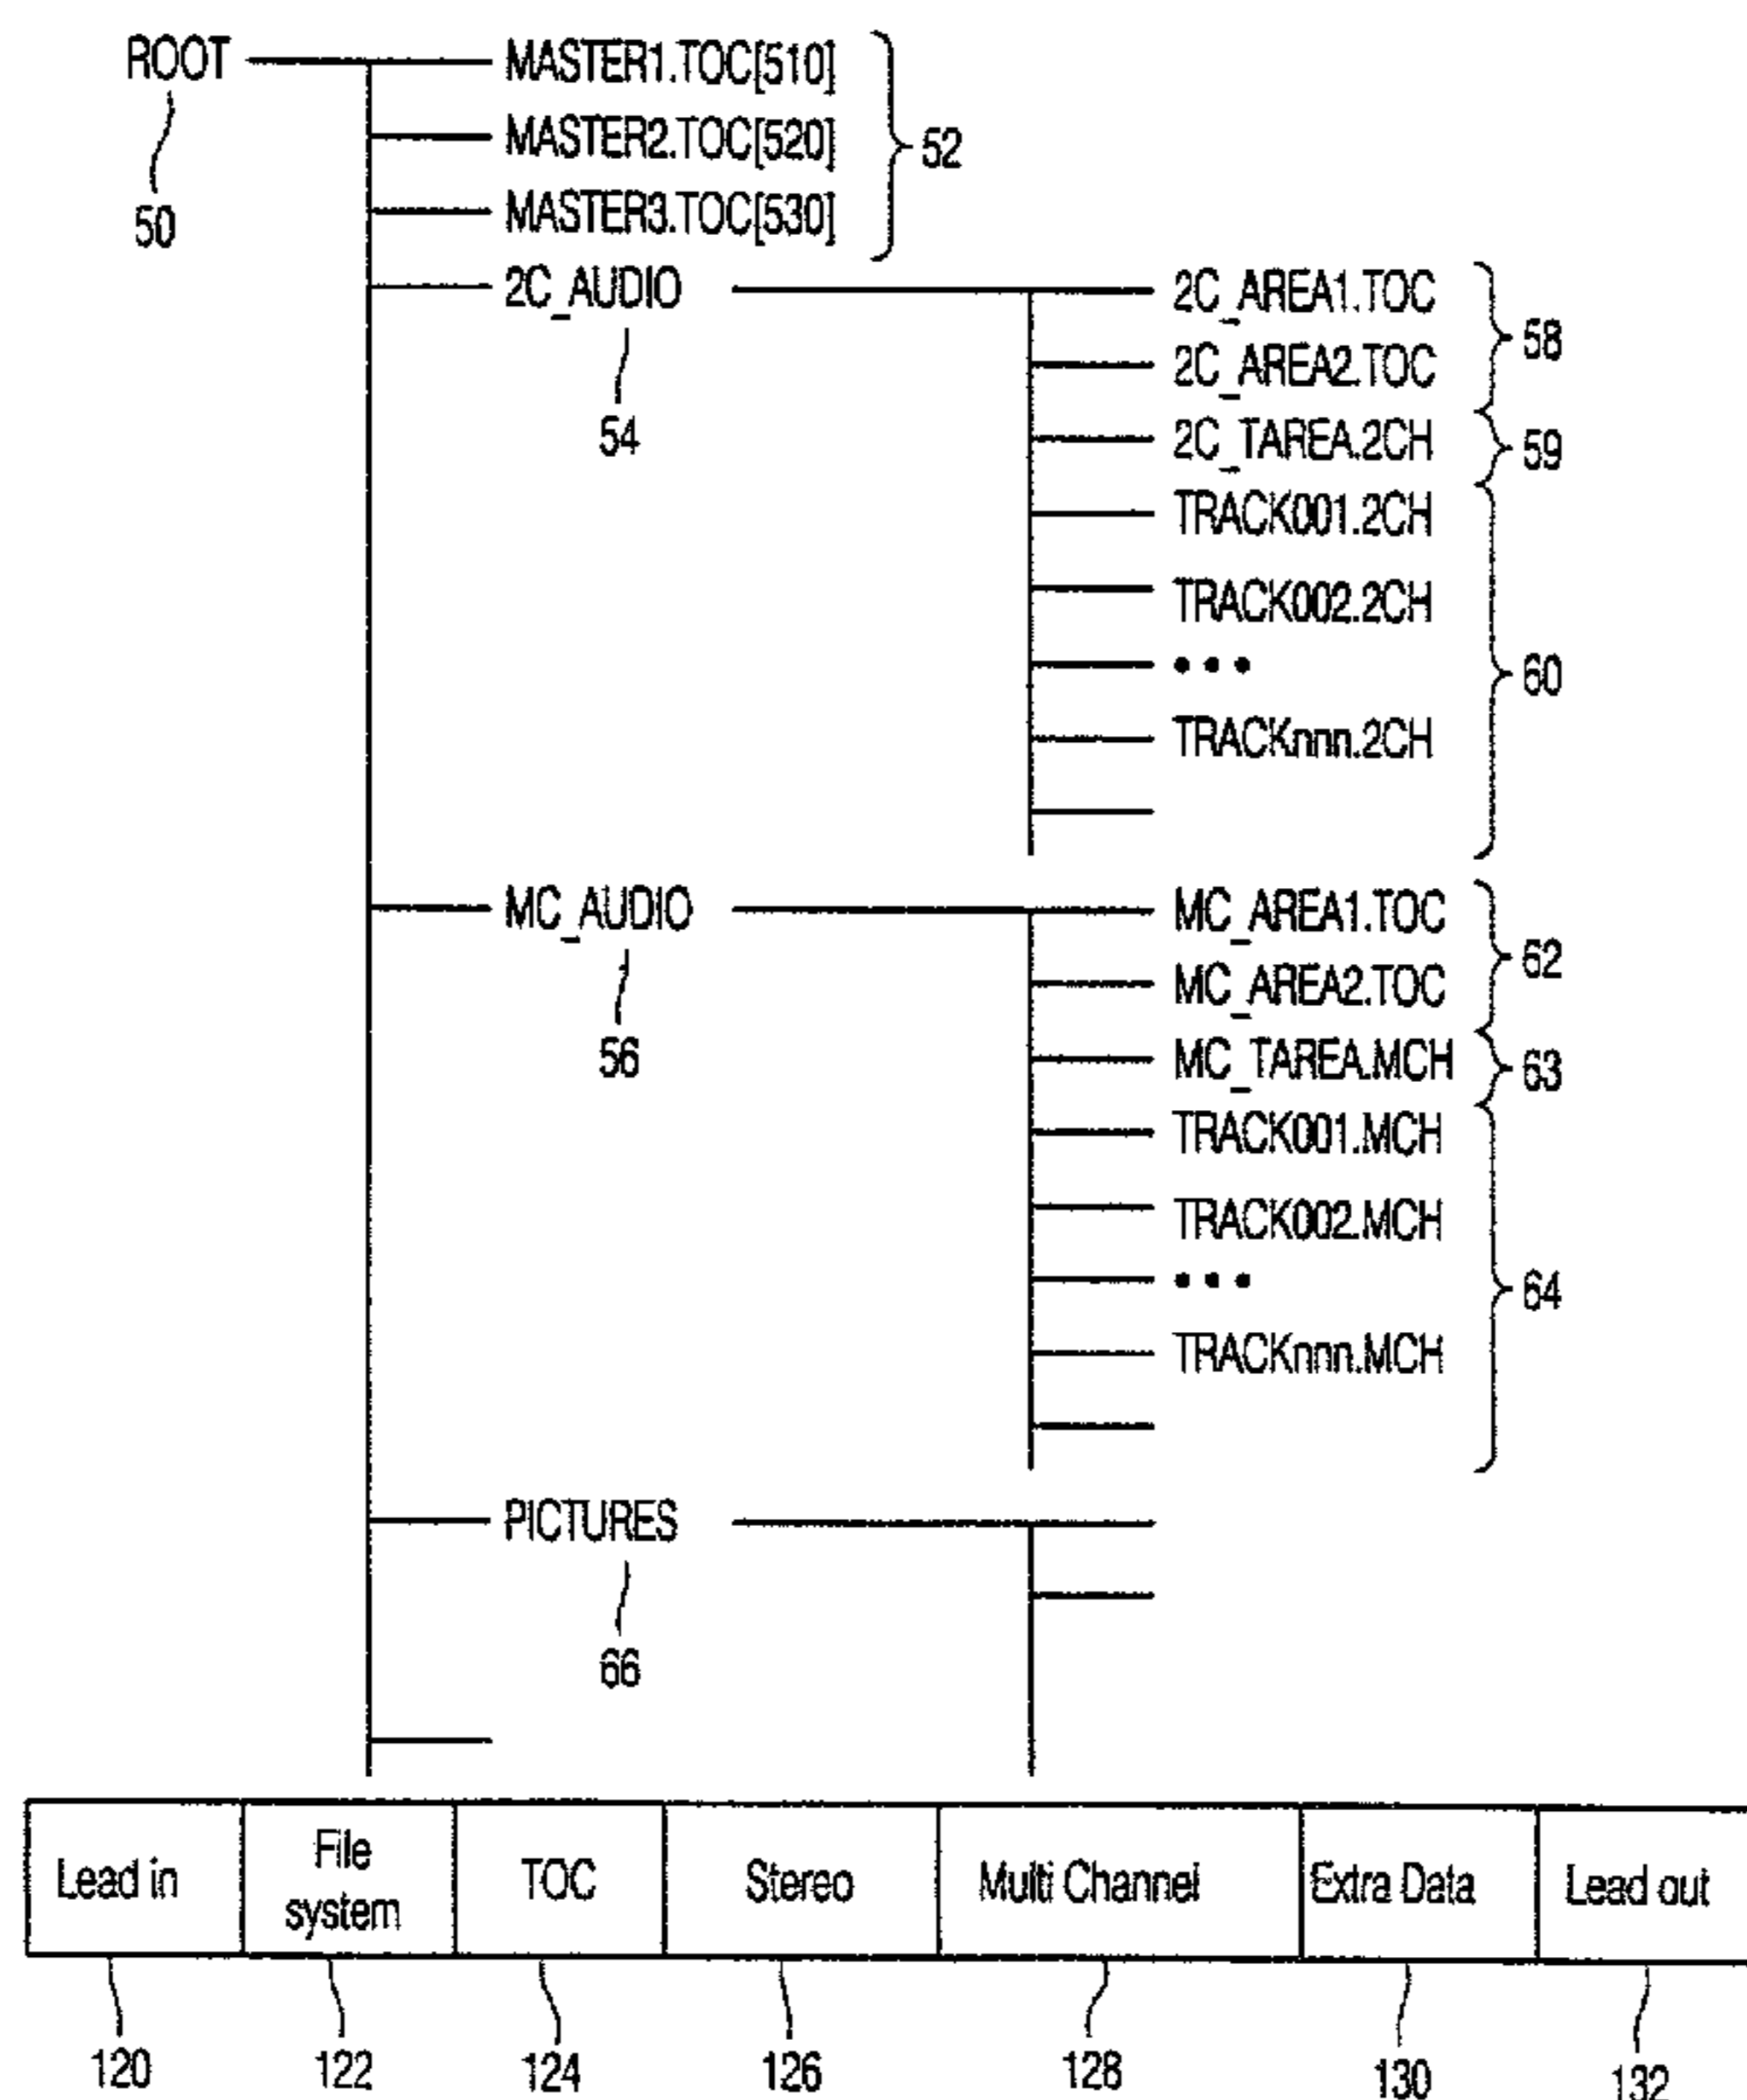 ROOT
50
MASTER1.TOC[510]
MASTER2.TOC[520]
MASTER3.TOC[530]
52
2C_AUDIO
54
2C_AREA1.TOC
2C_AREA2.TOC
58
2C_TAREA.2CH
59
TRACK001.2CH
TRACK002.2CH
• • •
TRACKnnn.2CH
60
MC_AUDIO
56
MC_AREA1.TOC
MC_AREA2.TOC
62
MC_TAREA.MCH
63
TRACK001.MCH
TRACK002.MCH
• • •
TRACKnnn.MCH
64
PICTURES
66
Lead in
File
system
TOC
Stereo
Multi Channel
Extra Data
Lead out
120
122
124
126
128
130
132